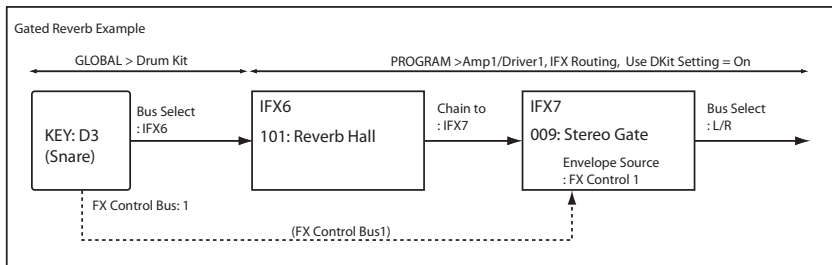 Gated Reverb Example
GLOBAL > Drum Kit
PROGRAM >Amp1/Driver1, IFX Routing, Use DKit Setting = On
KEY: D3
(Snare)
Bus Select
: IFX6
IFX6
101: Reverb Hall
Chain to
: IFX7
IFX7
009: Stereo Gate
Envelope Source
: FX Control 1
Bus Select
: L/R
FX Control Bus: 1
(FX Control Bus1)